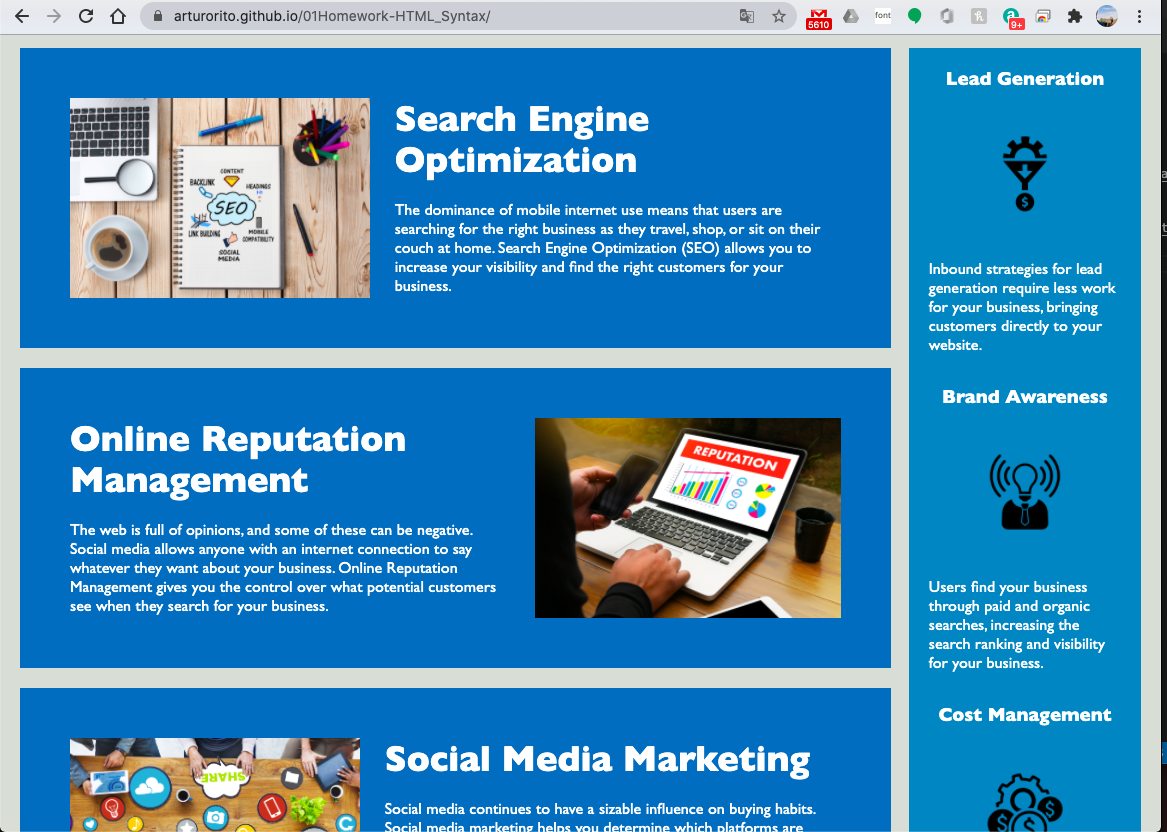 arturorito.github.io/01Homework-HTML_Syntax/
5610
font
9+
Search Engine
Optimization
CONTENT
BACKLINK
HEADINGS
SEO
LINK BUILDING
MOBILE
COMPATIBILITY
SOCIAL
MEDIA
The dominance of mobile internet use means that users are
searching for the right business as they travel, shop, or sit on their
couch at home. Search Engine Optimization (SEO) allows you to
increase your visibility and find the right customers for your
business.
Online Reputation
Management
The web is full of opinions, and some of these can be negative.
Social media allows anyone with an internet connection to say
whatever they want about your business. Online Reputation
Management gives you the control over what potential customers
see when they search for your business.
REPUTATION
SHARE
Social Media Marketing
Social media continues to have a sizable influence on buying habits.
Social media marketing helps you determine which platforms are
Lead Generation
$
Inbound strategies for lead
generation require less work
for your business, bringing
customers directly to your
website.
Brand Awareness
Users find your business
through paid and organic
searches, increasing the
search ranking and visibility
for your business.
Cost Management
$
$
$